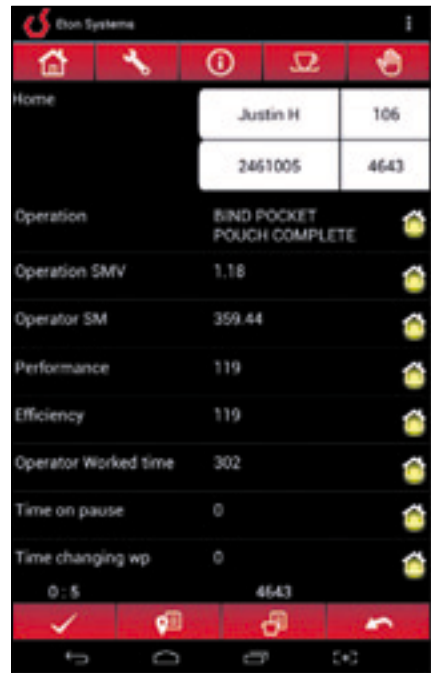 Eton Systems
Home
Justin H 106
2461005 4643
Operation BIND POCKET
POUCH COMPLETE
Operation SMV 1.18
Operator SM 359.44
Performance 119
Efficiency 119
Operator Worked time 302
Time on pause 0
Time changing wp 0
0 : 5 4643